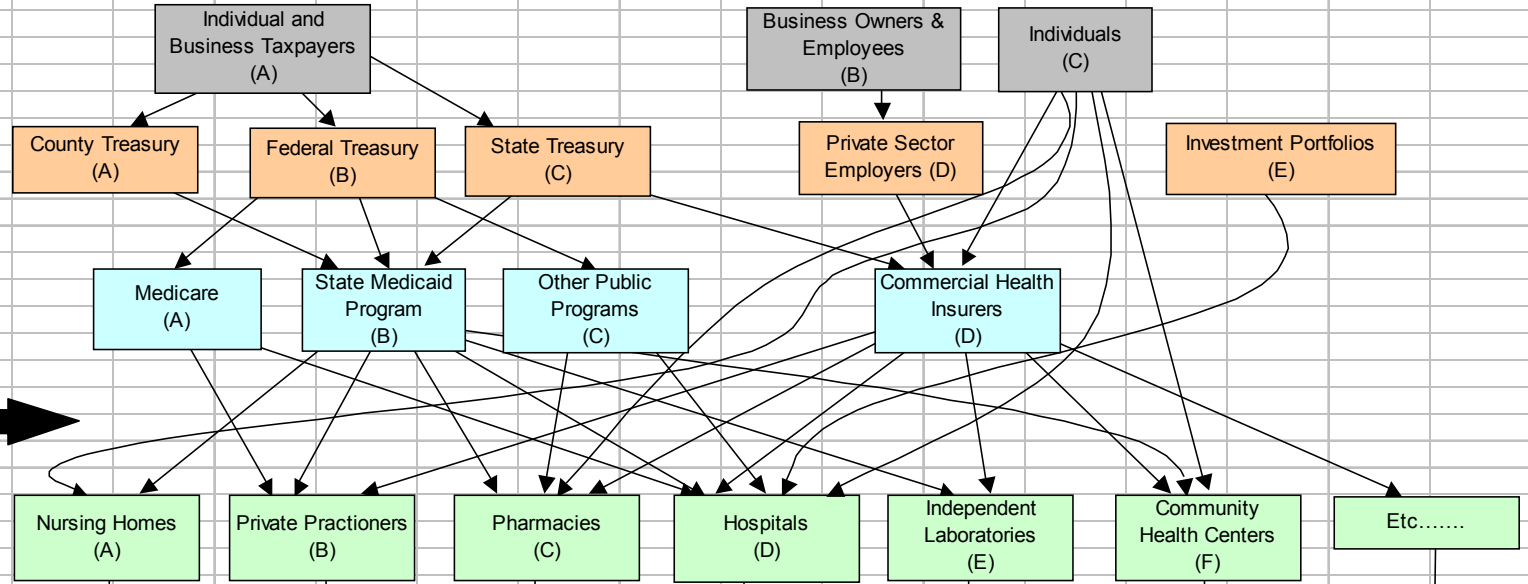 Individual and
Business Taxpayers
(A)
Business Owners &
Employees
(B)
Individuals
(C)
County Treasury
(A)
Federal Treasury
(B)
State Treasury
(C)
Private Sector
Employers (D)
Investment Portfolios
(E)
Medicare
(A)
State Medicaid
Program
(B)
Other Public
Programs
(C)
Commercial Health
Insurers
(D)
Nursing Homes
(A)
Private Practioners
(B)
Pharmacies
(C)
Hospitals
(D)
Independent
Laboratories
(E)
Community
Health Centers
(F)
Etc.......